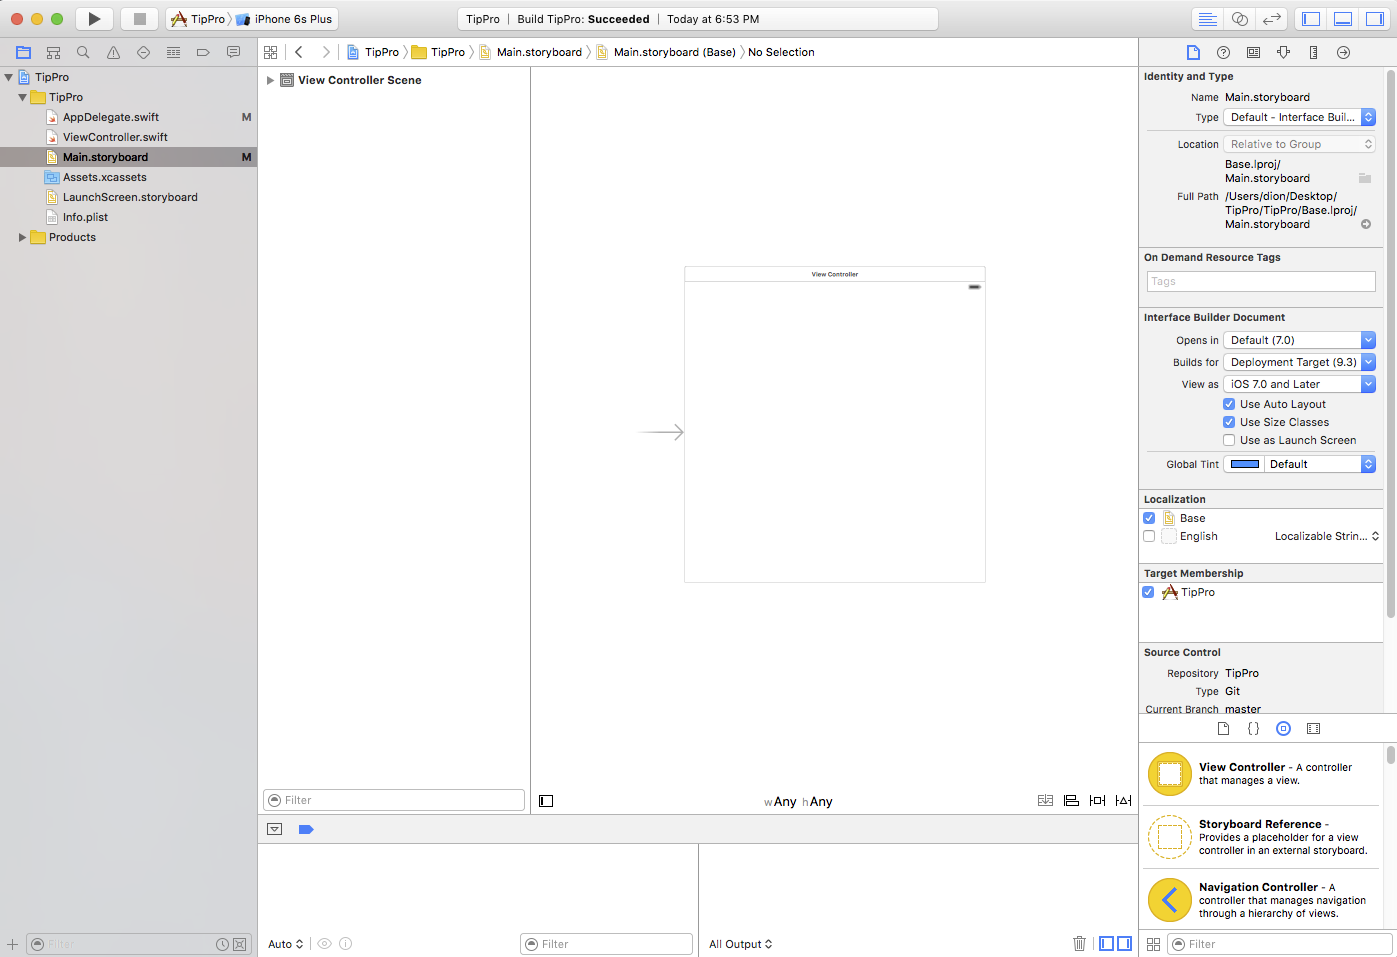 TipPro iPhone 6s Plus
TipPro | Build TipPro: Succeeded | Today at 6:53 PM
TipPro
TipPro
AppDelegate.swift M
ViewController.swift
Main.storyboard M
Assets.xcassets
LaunchScreen.storyboard
Info.plist
Products
Filter
TipPro TipPro Main.storyboard Main.storyboard (Base) No Selection
View Controller Scene
Filter
View Controller
wAny hAny
Auto
Filter
All Output
Identity and Type
Name Main.storyboard
Type Default - Interface Buil...
Location Relative to Group
Base.lproj/
Main.storyboard
Full Path /Users/dion/Desktop/
TipPro/TipPro/Base.lproj/
Main.storyboard
On Demand Resource Tags
Tags
Interface Builder Document
Opens in Default (7.0)
Builds for Deployment Target (9.3)
View as iOS 7.0 and Later
Use Auto Layout
Use Size Classes
Use as Launch Screen
Global Tint Default
Localization
Base
English Localizable Strin...
Target Membership
TipPro
Source Control
Repository TipPro
Type Git
Current Branch master
{}
View Controller - A controller
that manages a view.
Storyboard Reference -
Provides a placeholder for a view
controller in an external storyboard.
Navigation Controller - A
controller that manages navigation
through a hierarchy of views.
Filter